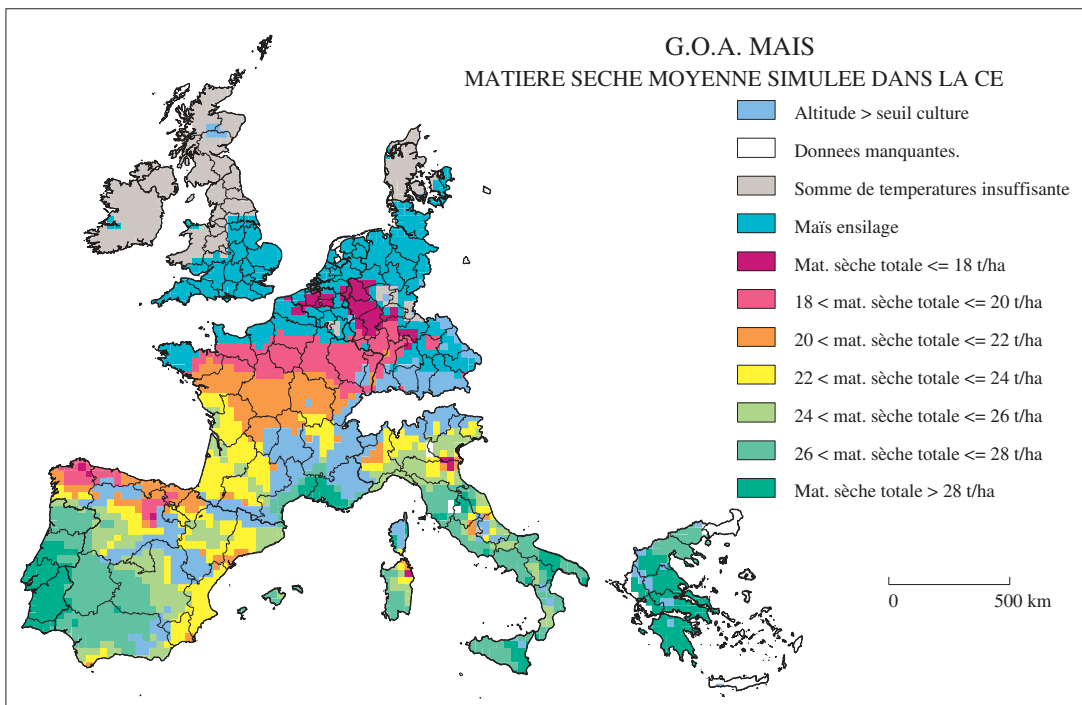 G.O.A. MAIS
MATIERE SECHE MOYENNE SIMULEE DANS LA CE
Altitude > seuil culture
Donnees manquantes.
Somme de temperatures insuffisante
Maïs ensilage
Mat. sèche totale <= 18 t/ha
18 < mat. sèche totale <= 20 t/ha
20 < mat. sèche totale <= 22 t/ha
22 < mat. sèche totale <= 24 t/ha
24 < mat. sèche totale <= 26 t/ha
26 < mat. sèche totale <= 28 t/ha
Mat. sèche totale > 28 t/ha
0 500 km